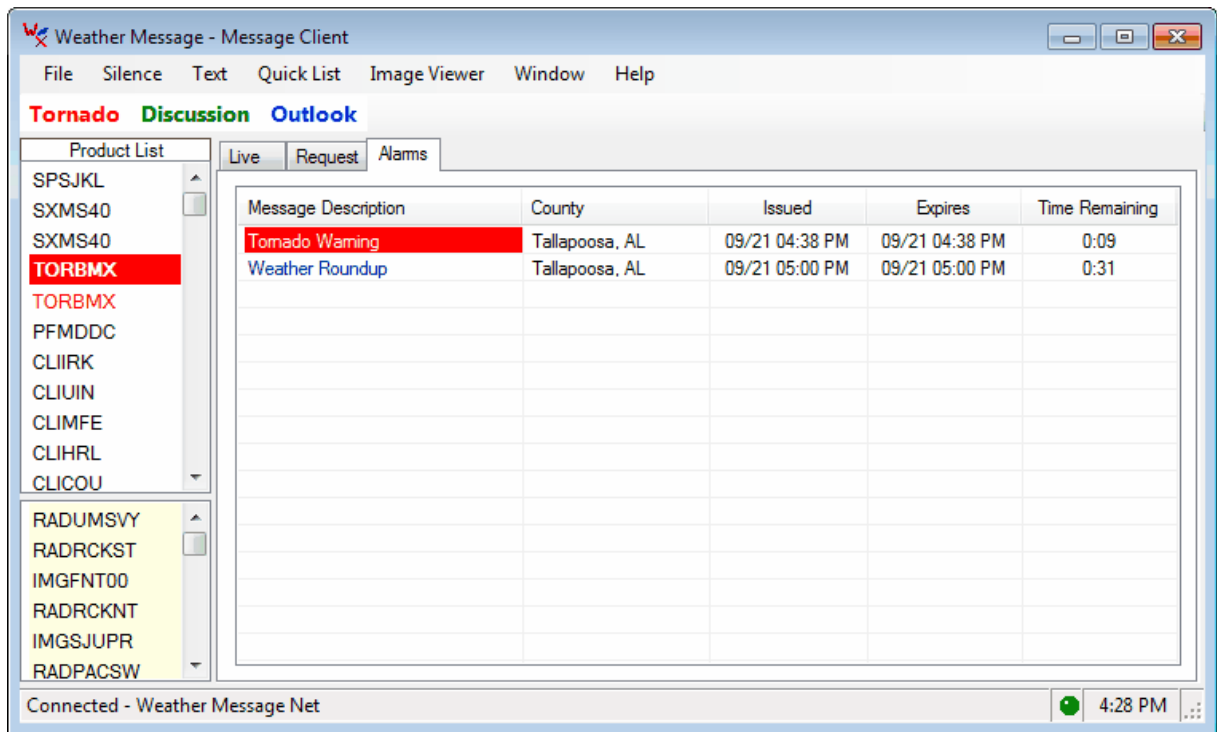 Weather Message - Message Client
File Silence Text Quick List Image Viewer Window Help
Tornado Discussion Outlook
Product List
SPSJKL
SXMS40
SXMS40
TORBMX
TORBMX
PFMDDC
CLIIRK
CLIUIN
CLIMFE
CLIHRL
CLICOU
RADUMSVY
RADRCKST
IMGFNT00
RADRCKNT
IMGSJUPR
RADPACSW
Live Request Alarms
Message Description County Issued Expires Time Remaining
Tornado Warning Tallapoosa, AL 09/21 04:38 PM 09/21 04:38 PM 0:09
Weather Roundup Tallapoosa, AL 09/21 05:00 PM 09/21 05:00 PM 0:31
Connected - Weather Message Net 4:28 PM